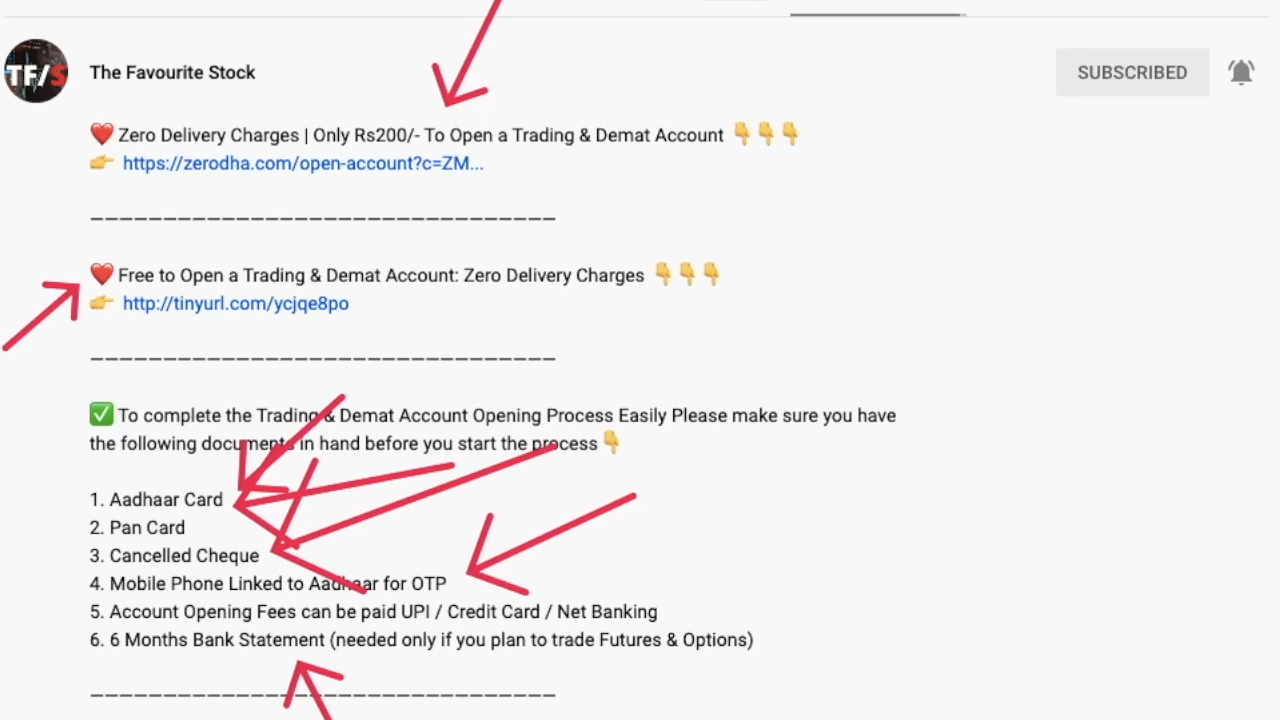 TF/S
The Favourite Stock
SUBSCRIBED
❤️ Zero Delivery Charges | Only Rs200/- To Open a Trading & Demat Account 👇👇👇
👉 https://zerodha.com/open-account?c=ZM...
________________________________
❤️ Free to Open a Trading & Demat Account: Zero Delivery Charges 👇👇👇
👉 http://tinyurl.com/ycjqe8po
________________________________
✅ To complete the Trading & Demat Account Opening Process Easily Please make sure you have
the following documents in hand before you start the process 👇
1. Aadhaar Card
2. Pan Card
3. Cancelled Cheque
4. Mobile Phone Linked to Aadhaar for OTP
5. Account Opening Fees can be paid UPI / Credit Card / Net Banking
6. 6 Months Bank Statement (needed only if you plan to trade Futures & Options)
________________________________